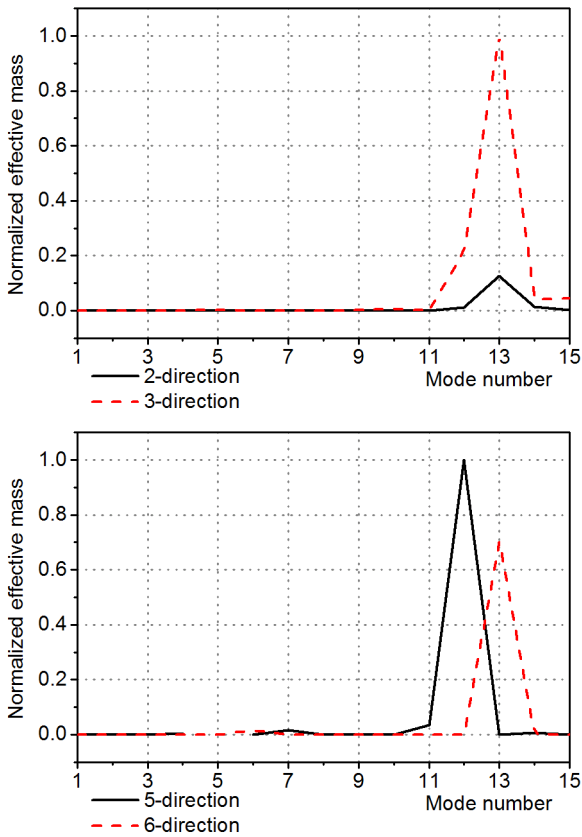 Normalized effective mass
1.0
0.8
0.6
0.4
0.2
0.0
1 3 5 7 9 11 13 15
2-direction
Mode number
3-direction
Normalized effective mass
1.0
0.8
0.6
0.4
0.2
0.0
1 3 5 7 9 11 13 15
5-direction
Mode number
6-direction